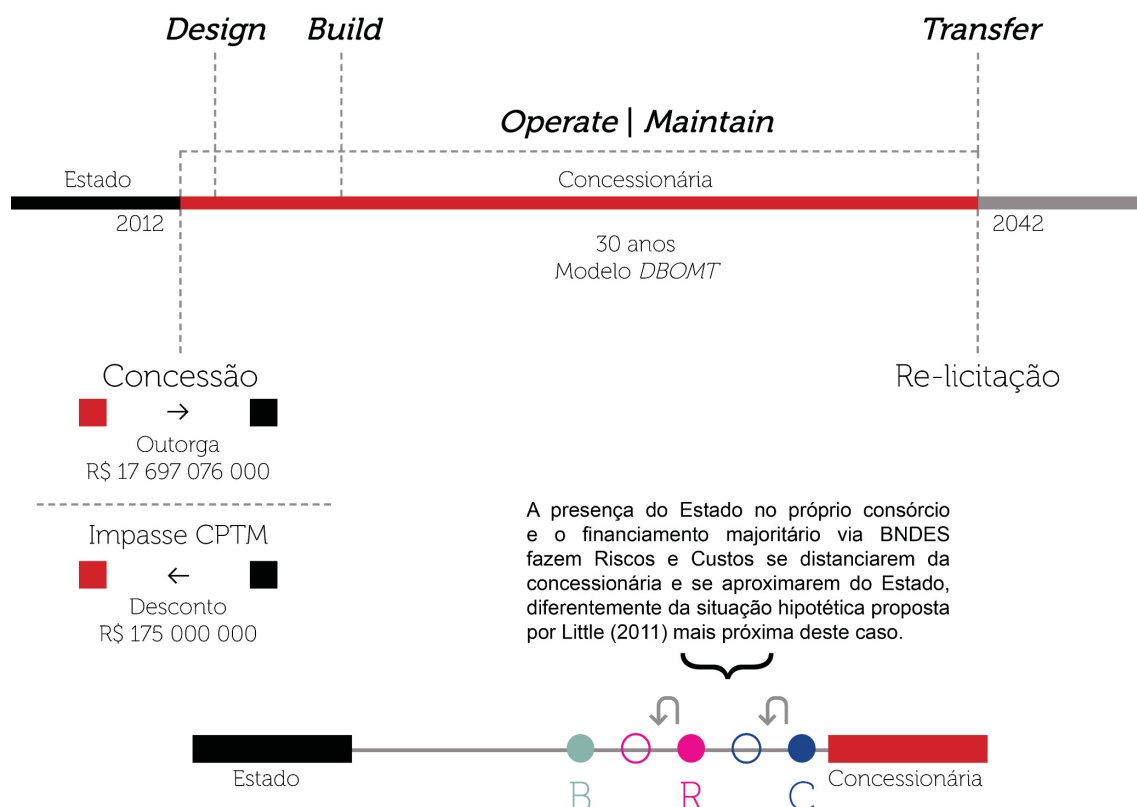 Design Build Transfer
Operate | Maintain
Estado Concessionária
2012 2042
30 anos
Modelo DBOMT
Concessão Re-licitação
→
Outorga
R$ 17 697 076 000
Impasse CPTM
←
Desconto
R$ 175 000 000
A presença do Estado no próprio consórcio
e o financiamento majoritário via BNDES
fazem Riscos e Custos se distanciarem da
concessionária e se aproximarem do Estado,
diferentemente da situação hipotética proposta
por Little (2011) mais próxima deste caso.
Estado Concessionária
B R C